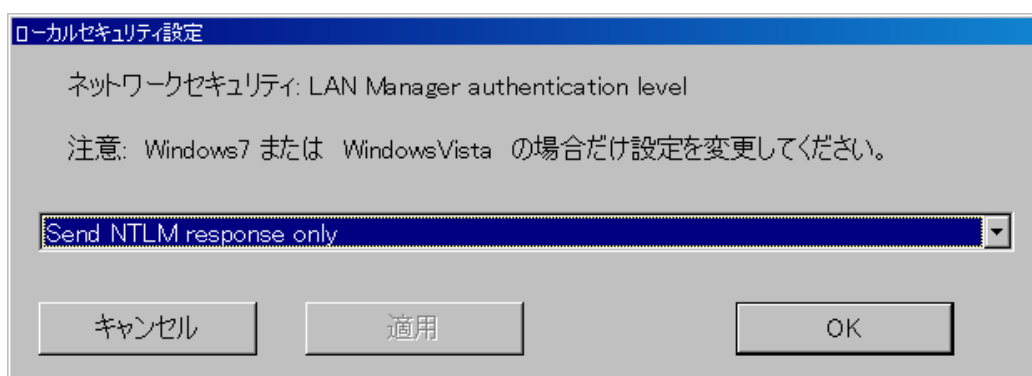 ローカルセキュリティ設定
ネットワークセキュリティ: LAN Manager authentication level
注意: Windows7 または WindowsVista の場合だけ設定を変更してください。
Send NTLM response only
キャンセル 適用 OK